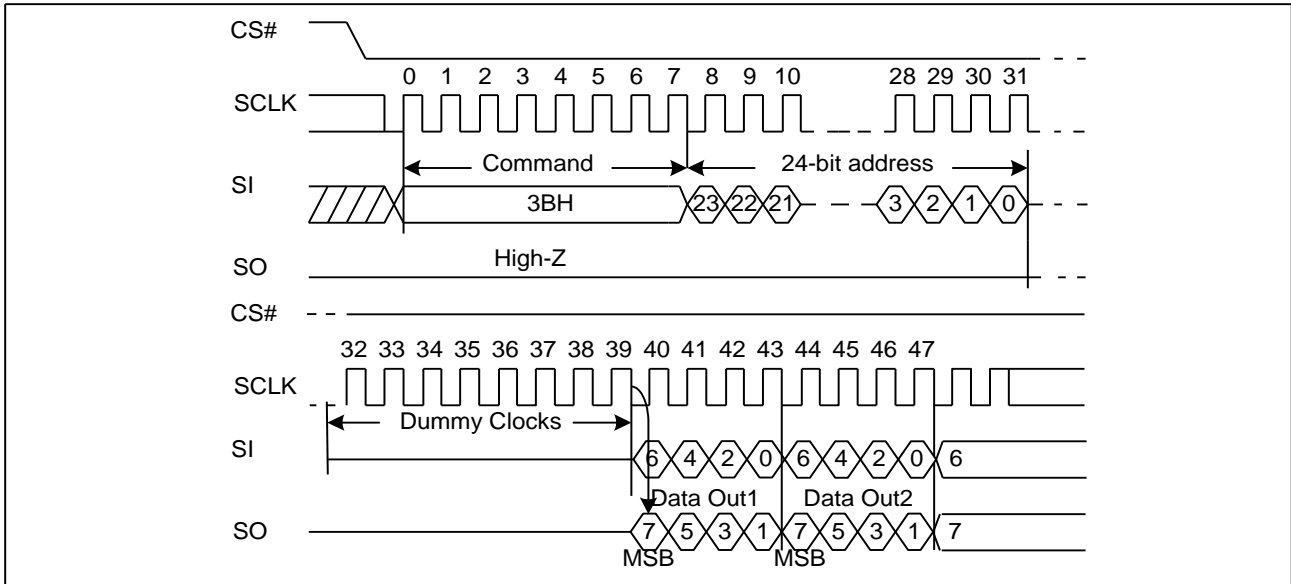 CS#
0 1 2 3 4 5 6 7 8 9 10 28 29 30 31
SCLK
Command 24-bit address
SI
3BH 23 22 21 3 2 1 0
High-Z
SO
CS#
32 33 34 35 36 37 38 39 40 41 42 43 44 45 46 47
SCLK
Dummy Clocks
SI
6 4 2 0 6 4 2 0 6
Data Out1 Data Out2
SO
7 5 3 1 7 5 3 1 7
MSB MSB